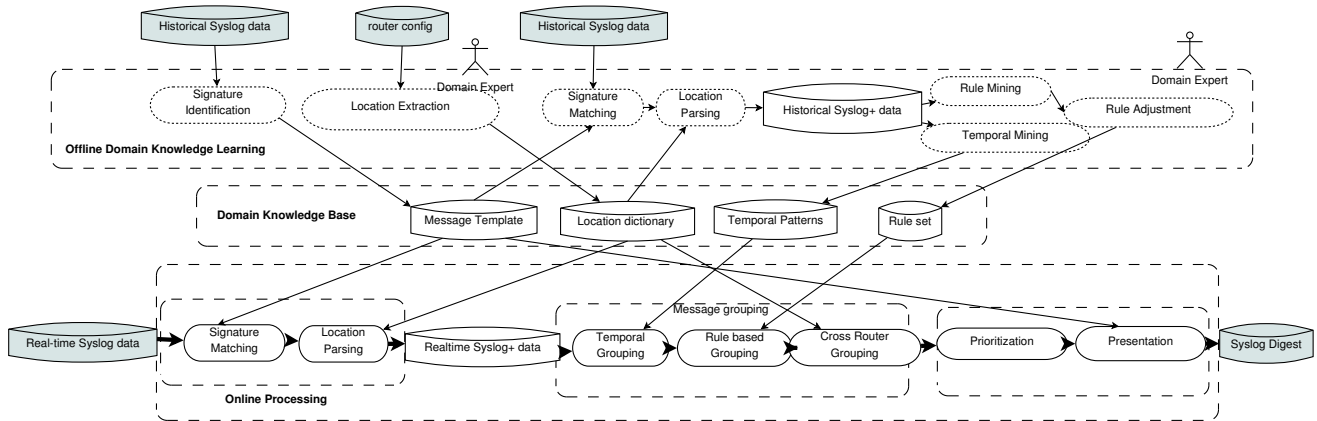 Historical Syslog data
router config
Historical Syslog data
Domain Expert
Domain Expert
Signature
Identification
Location Extraction
Signature
Matching
Location
Parsing
Historical Syslog+ data
Rule Mining
Temporal Mining
Rule Adjustment
Offline Domain Knowledge Learning
Domain Knowledge Base
Message Template
Location dictionary
Temporal Patterns
Rule set
Message grouping
Real-time Syslog data
Signature
Matching
Location
Parsing
Realtime Syslog+ data
Temporal
Grouping
Rule based
Grouping
Cross Router
Grouping
Prioritization
Presentation
Syslog Digest
Online Processing